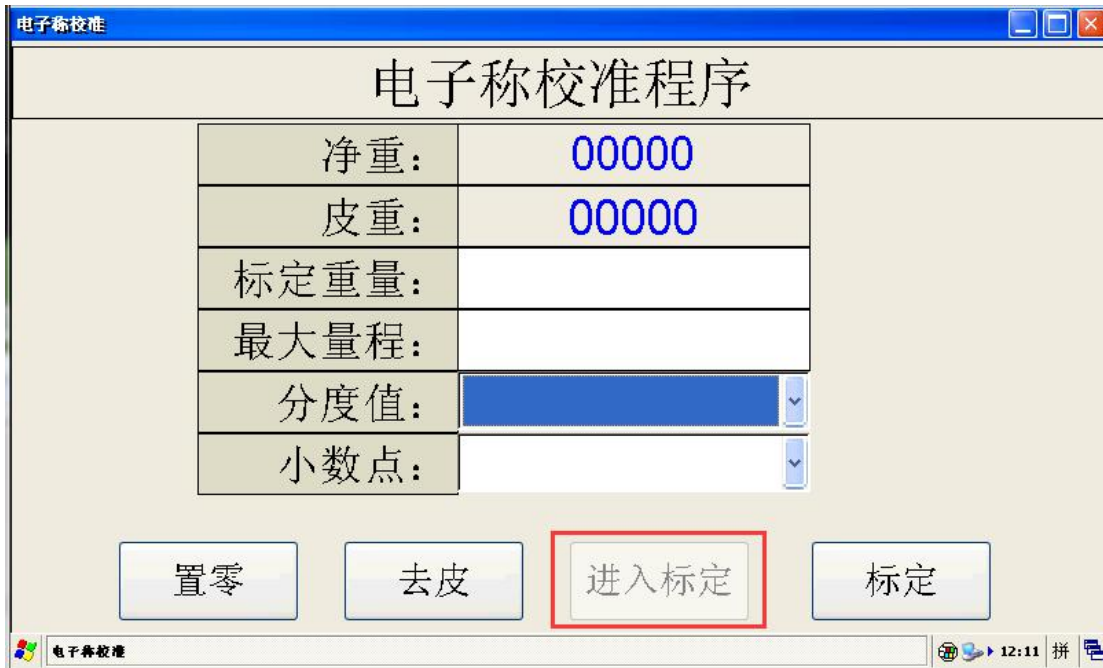 电子称校准
电子称校准程序
净重： 00000
皮重： 00000
标定重量：
最大量程：
分度值：
小数点：
置零 去皮 进入标定 标定
电子称校准 12:11 拼